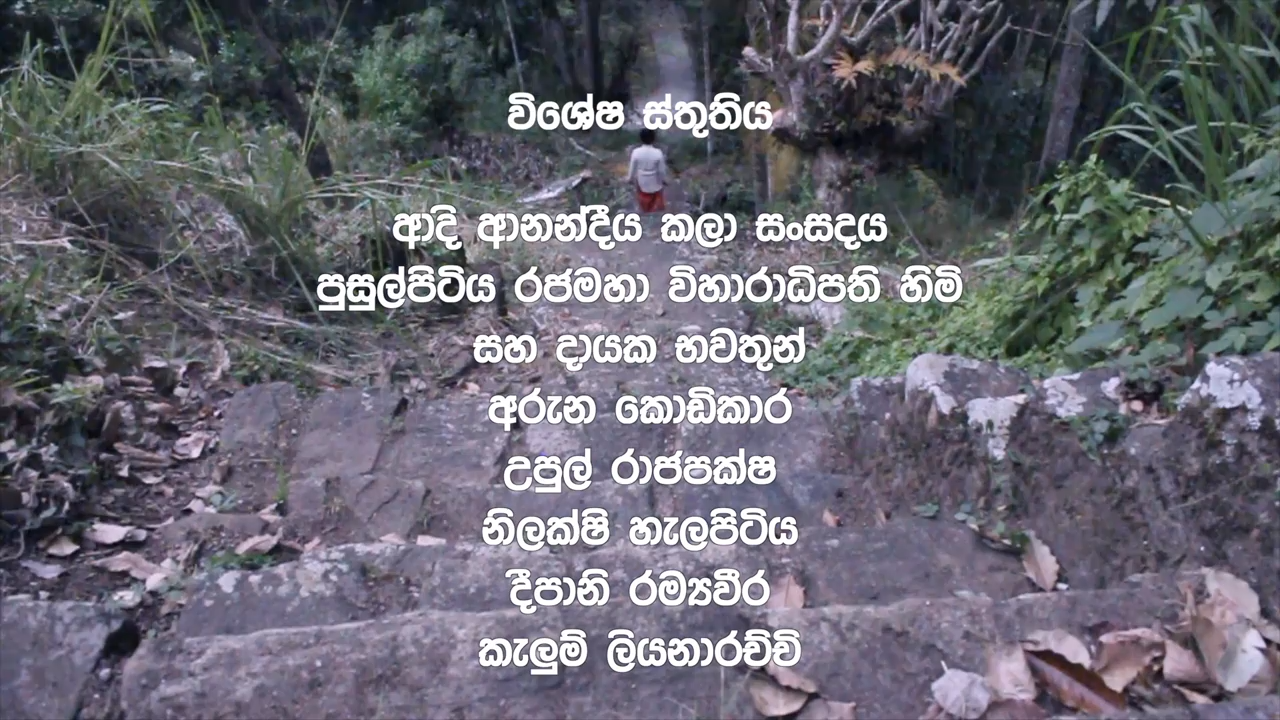 විශේෂ ස්තුතිය
ආදි ආනන්දීය කලා සංසදය
පුසුල්පිටිය රජමහා විහාරාධිපති හිමි
සහ දායක භවතුන්
අරුන කොඩිකාර
උපුල් රාජපක්ෂ
නිලක්ෂි හැලපිටිය
දීපානි රම්‍යවීර
කැලුම් ලියනාරච්චි